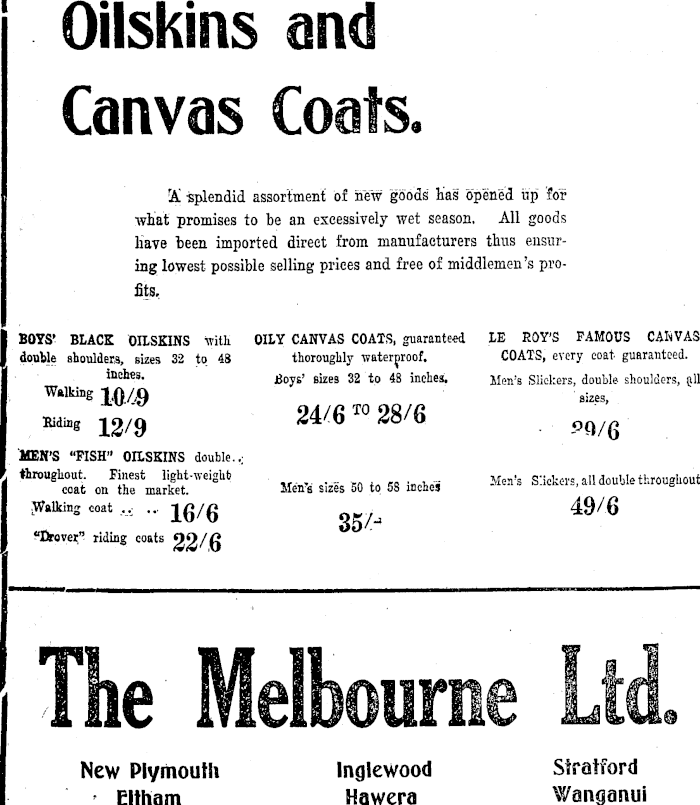 Oilskins and
Canvas Coats.
A splendid assortment of new goods has opened up for
what promises to be an excessively wet season. All goods
have been imported direct from manufacturers thus ensur-
ing lowest possible selling prices and free of middlemen's pro-
fits.
BOYS' BLACK OILSKINS with
double shoulders, sizes 32 to 48
inches.
Walking 10/9
Riding 12/9
MEN'S "FISH" OILSKINS double
throughout. Finest light-weight
coat on the market.
Walking coat .. .. 16/6
"Drover" riding coats 22/6
OILY CANVAS COATS, guaranteed
thoroughly waterproof.
Boys' sizes 32 to 48 inches.
24/6 TO 28/6
Men's sizes 50 to 58 inches
35/-
LE ROY'S FAMOUS CANVAS
COATS, every coat guaranteed.
Men's Slickers, double shoulders, all
sizes,
29/6
Men's Slickers, all double throughout
49/6
The Melbourne Ltd.
New Plymouth Inglewood Stratford
Eltham Hawera Wanganui